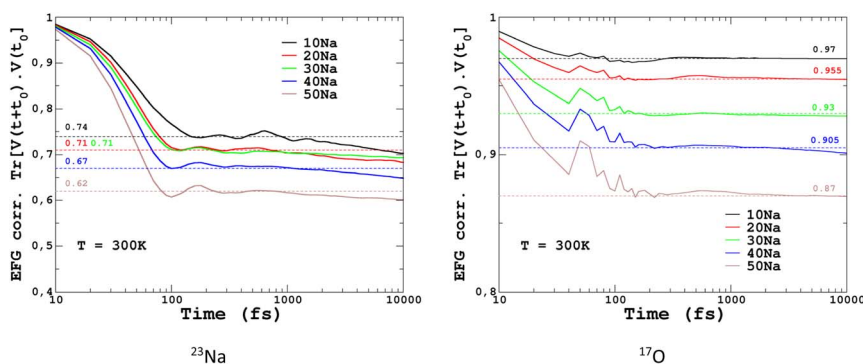 EFG corr. Tr[V(t+t0).V(t0]
1
0,9
0,8
0,7
0,6
0,5
0,4
10Na
20Na
30Na
40Na
50Na
0.74
0.71 0.71
0.67
0.62
T = 300K
10 100 1000 10000
Time (fs)
23Na
EFG corr. Tr[V(t+t0).V(t0]
1
0,9
0,8
0.97
0.955
0.93
0.905
0.87
10Na
20Na
30Na
40Na
50Na
T = 300K
10 100 1000 10000
Time (fs)
17O